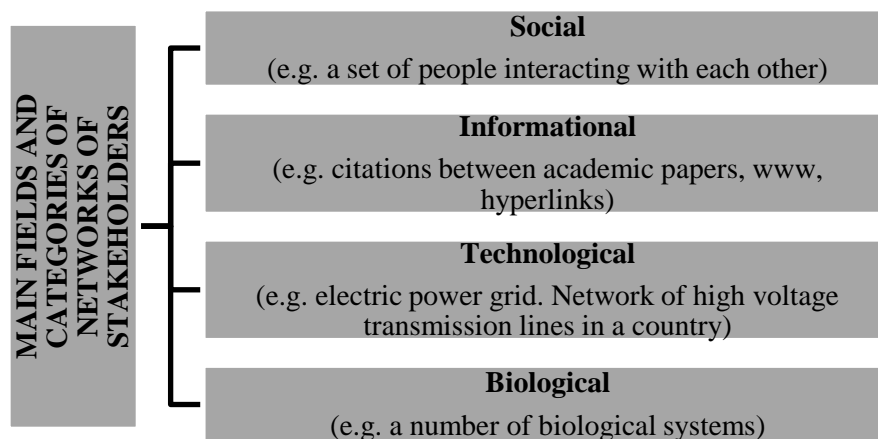 MAIN FIELDS AND
CATEGORIES OF
NETWORKS OF
STAKEHOLDERS
Social
(e.g. a set of people interacting with each other)
Informational
(e.g. citations between academic papers, www,
hyperlinks)
Technological
(e.g. electric power grid. Network of high voltage
transmission lines in a country)
Biological
(e.g. a number of biological systems)